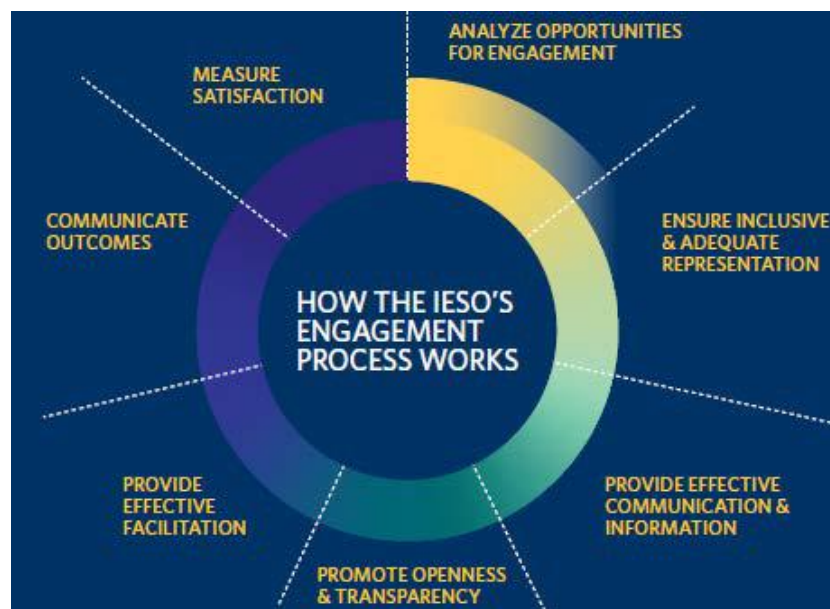 ANALYZE OPPORTUNITIES
FOR ENGAGEMENT
MEASURE
SATISFACTION
COMMUNICATE
OUTCOMES
ENSURE INCLUSIVE
& ADEQUATE
REPRESENTATION
HOW THE IESO'S
ENGAGEMENT
PROCESS WORKS
PROVIDE
EFFECTIVE
FACILITATION
PROVIDE EFFECTIVE
COMMUNICATION &
INFORMATION
PROMOTE OPENNESS
& TRANSPARENCY